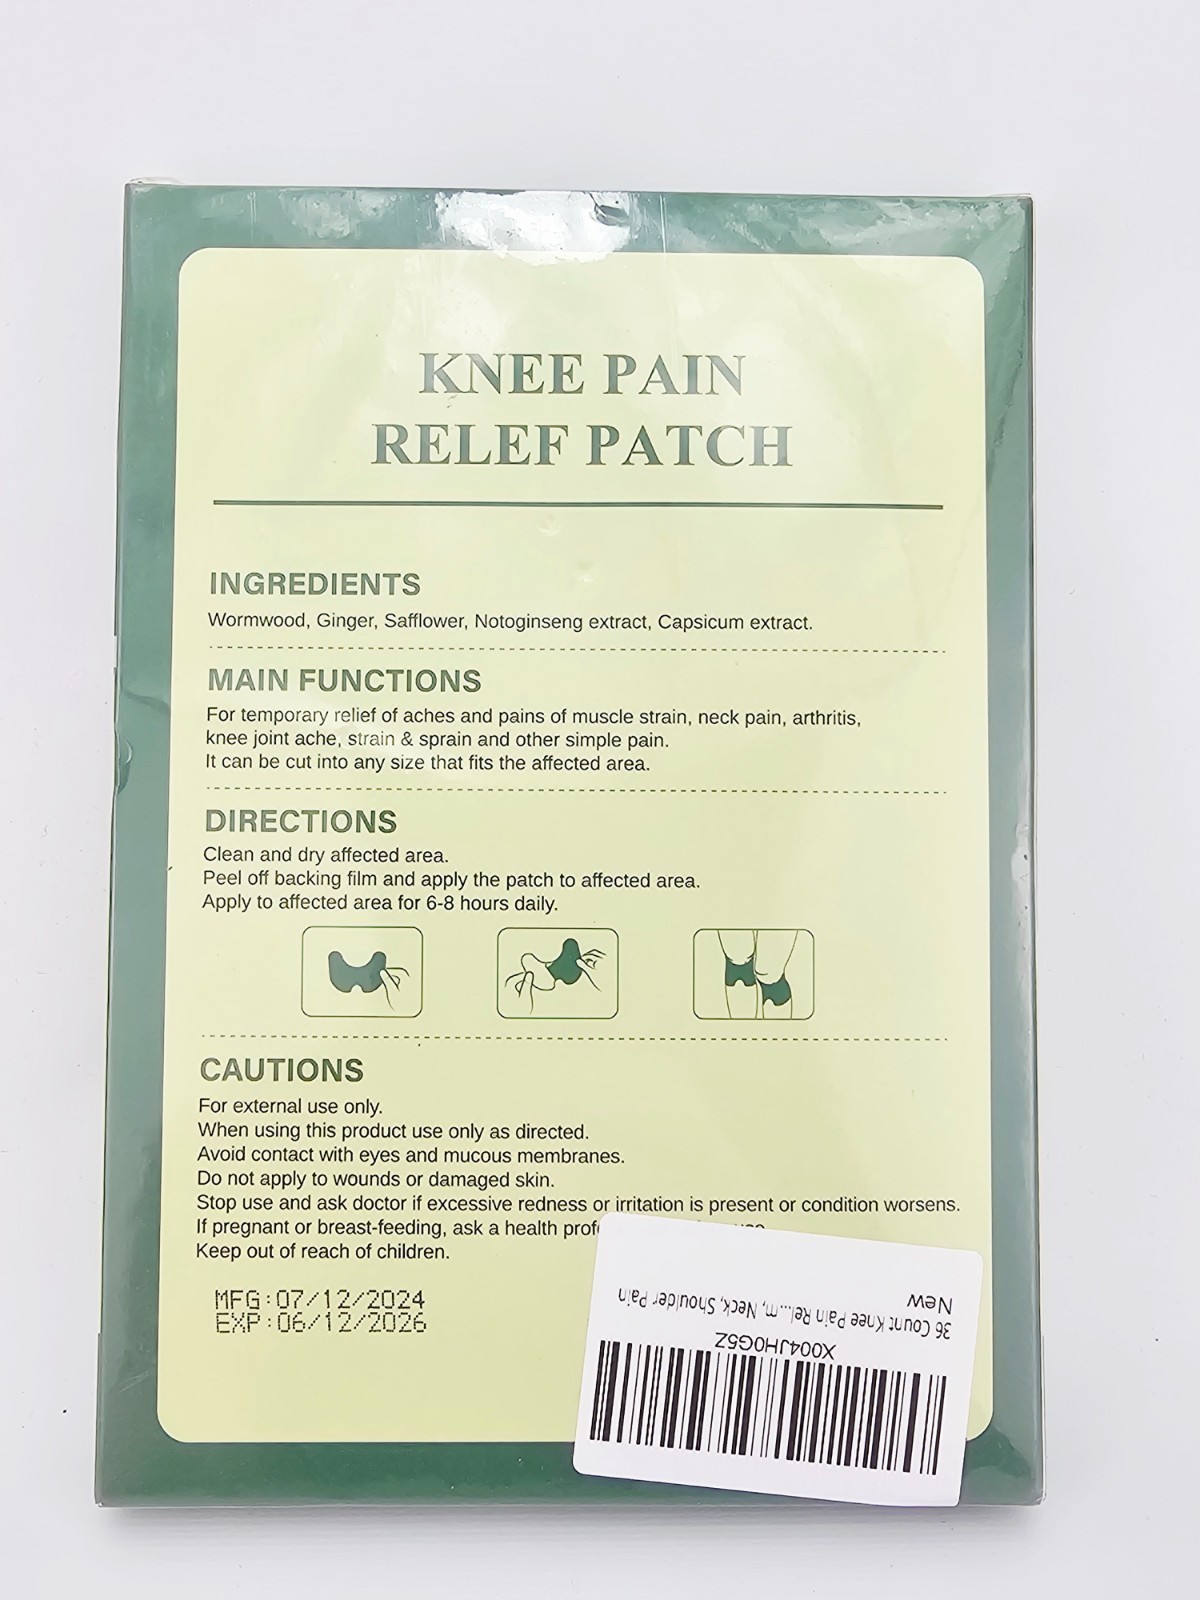 KNEE PAIN
RELEF PATCH
INGREDIENTS
Wormwood, Ginger, Safflower, Notoginseng extract, Capsicum extract.
MAIN FUNCTIONS
For temporary relief of aches and pains of muscle strain, neck pain, arthritis,
knee joint ache, strain & sprain and other simple pain.
It can be cut into any size that fits the affected area.
DIRECTIONS
Clean and dry affected area.
Peel off backing film and apply the patch to affected area.
Apply to affected area for 6-8 hours daily.
CAUTIONS
For external use only.
When using this product use only as directed.
Avoid contact with eyes and mucous membranes.
Do not apply to wounds or damaged skin.
Stop use and ask doctor if excessive redness or irritation is present or condition worsens.
If pregnant or breast-feeding, ask a health
Keep out of reach of children.
MFG:07/12/2024
EXP:06/12/2026
X004JH0G5Z
36 Count Knee Pain Rel...m, Neck, Shoulder Pain
New